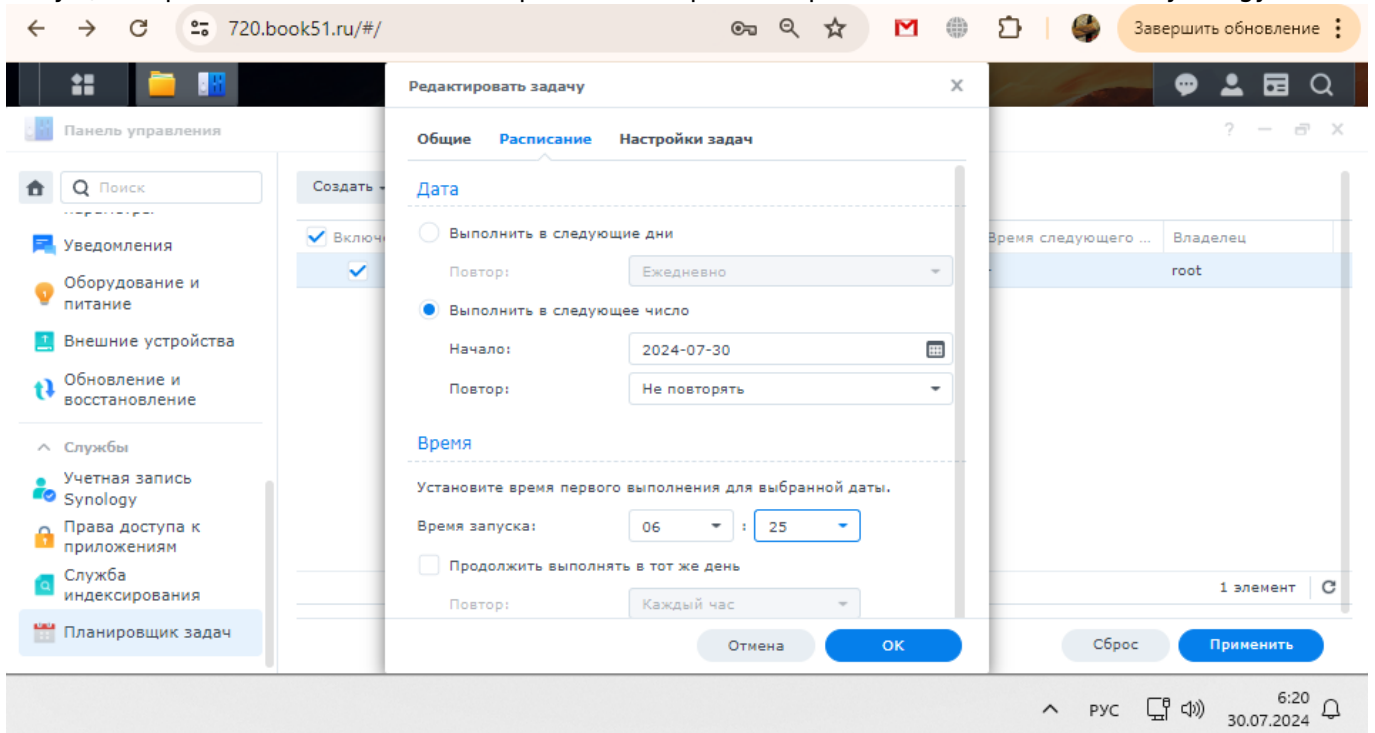 720.book51.ru/#/
Завершить обновление
Панель управления
Поиск
Уведомления
Оборудование и
питание
Внешние устройства
Обновление и
восстановление
Службы
Учетная запись
Synology
Права доступа к
приложениям
Служба
индексирования
Планировщик задач
Создать
Включ
Время следующего ...
Владелец
root
1 элемент
Сброс
Применить
Редактировать задачу
Общие
Расписание
Настройки задач
Дата
Выполнить в следующие дни
Повтор:
Ежедневно
Выполнить в следующее число
Начало:
2024-07-30
Повтор:
Не повторять
Время
Установите время первого выполнения для выбранной даты.
Время запуска:
06 : 25
Продолжить выполнять в тот же день
Повтор:
Каждый час
Отмена
ОК
РУС
6:20
30.07.2024